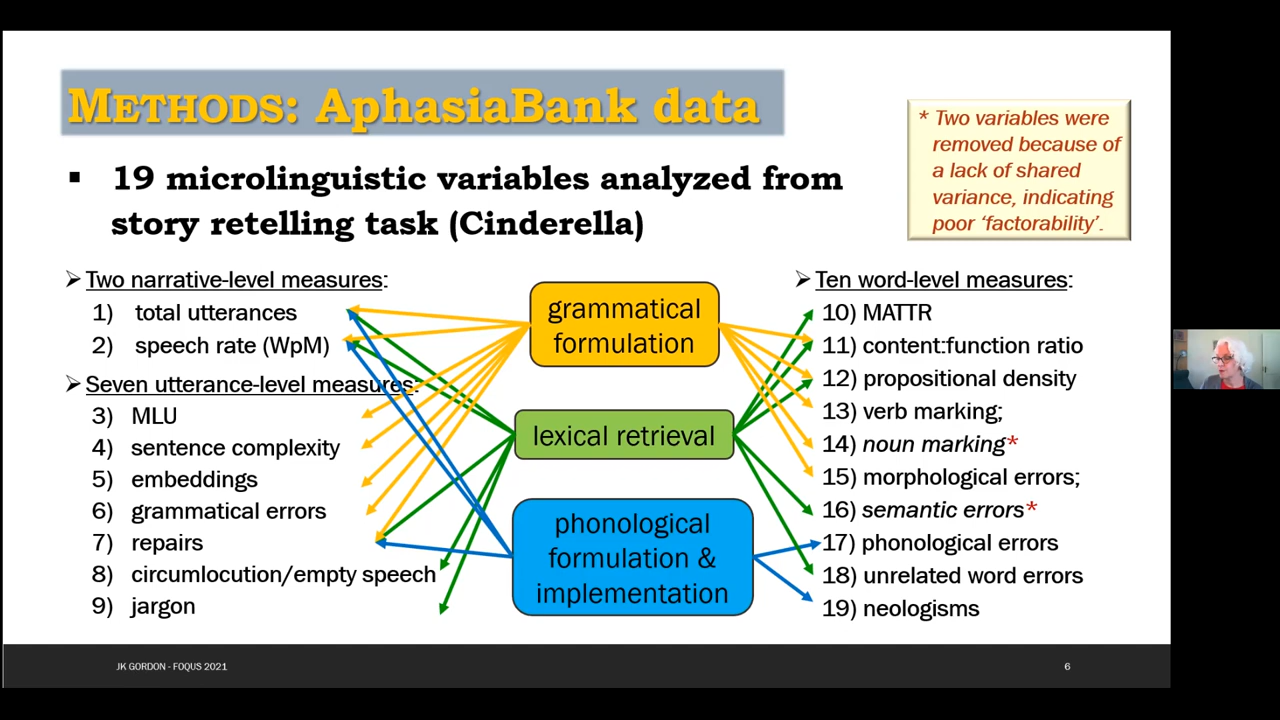 METHODS: AphasiaBank data
* Two variables were
removed because of
a lack of shared
variance, indicating
poor ‘factorability’.
▪ 19 microlinguistic variables analyzed from
story retelling task (Cinderella)
➢ Two narrative-level measures:
1) total utterances
2) speech rate (WpM)
➢ Seven utterance-level measures:
3) MLU
4) sentence complexity
5) embeddings
6) grammatical errors
7) repairs
8) circumlocution/empty speech
9) jargon
grammatical
formulation
lexical retrieval
phonological
formulation &
implementation
➢ Ten word-level measures:
10) MATTR
11) content:function ratio
12) propositional density
13) verb marking;
14) noun marking*
15) morphological errors;
16) semantic errors*
17) phonological errors
18) unrelated word errors
19) neologisms
JK GORDON - FOQUS 2021
6